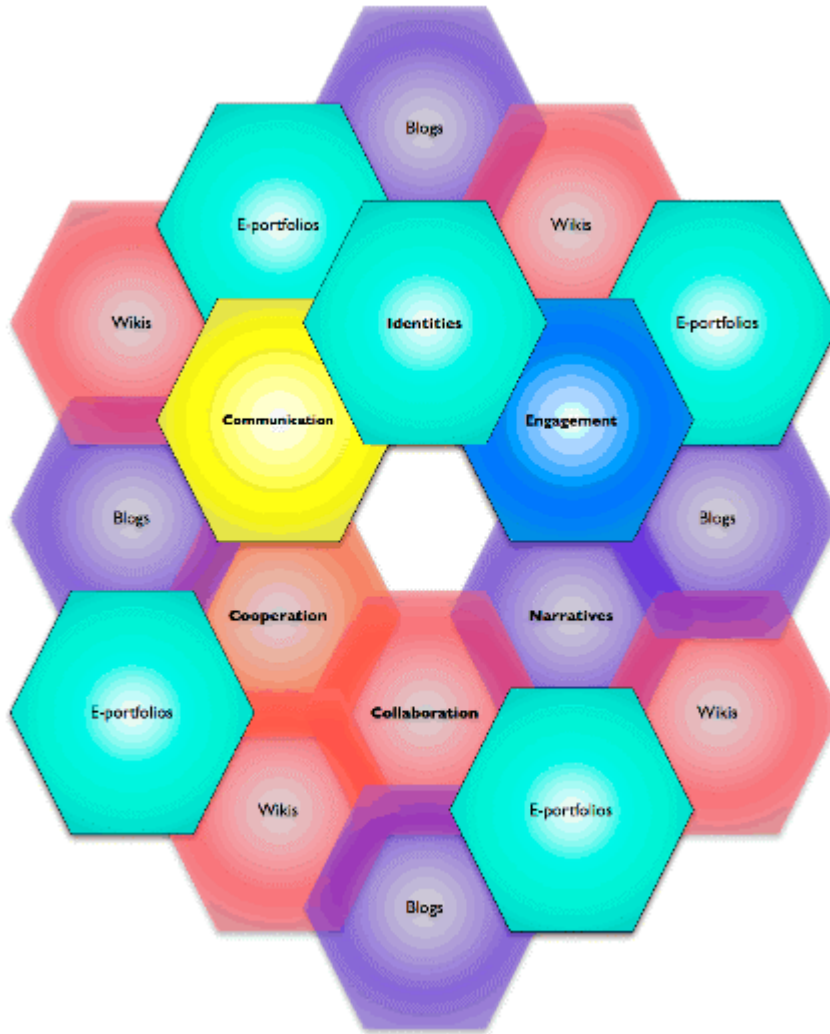 Blogs
E-portfolios
Wikis
Wikis
Identities
E-portfolios
Communication
Engagement
Blogs
Blogs
Cooperation
Narratives
E-portfolios
Collaboration
Wikis
Wikis
E-portfolios
Blogs